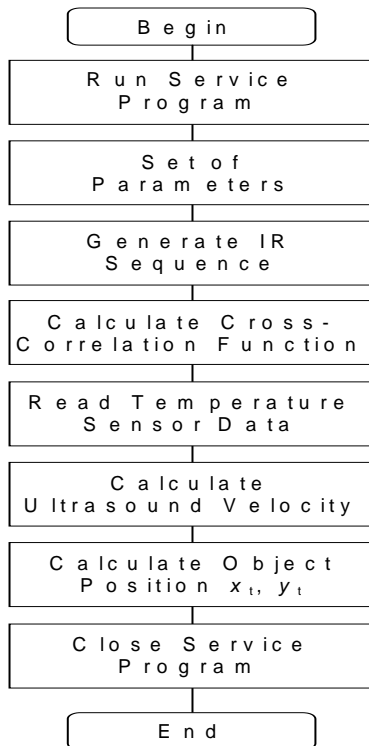 Begin
Run Service
Program
Set of
Parameters
Generate IR
Sequence
Calculate Cross-
Correlation Function
Read Temperature
Sensor Data
Calculate
Ultrasound Velocity
Calculate Object
Position xₜ, yₜ
Close Service
Program
End